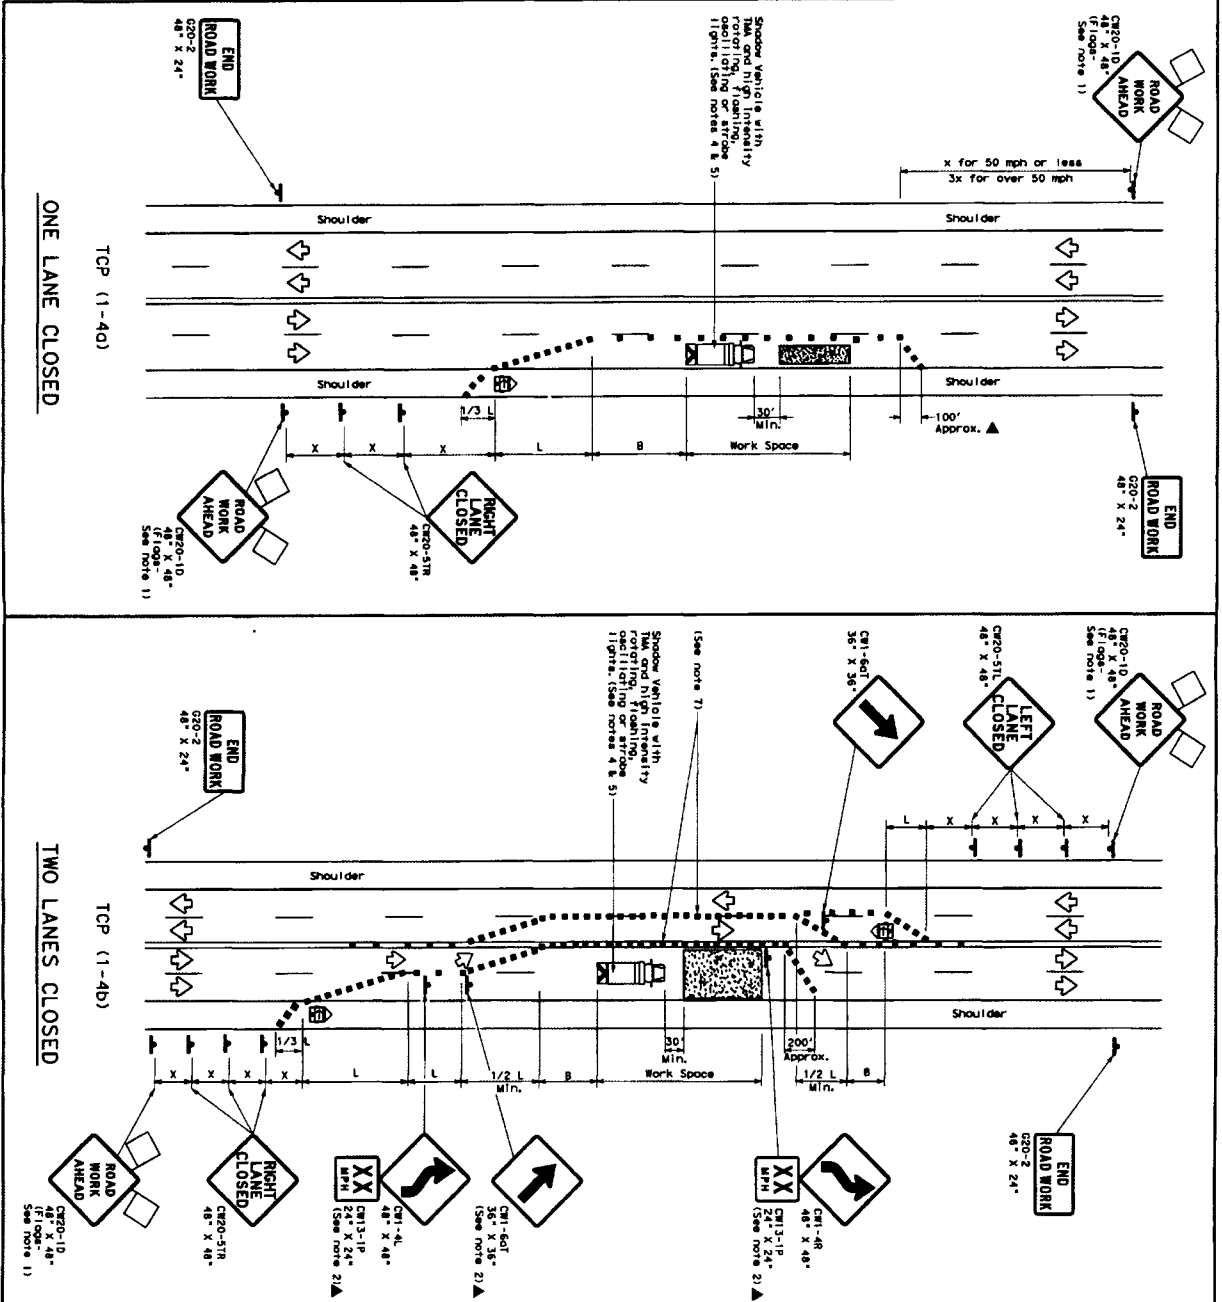 CW20-1D
48" X 48"
(Flags-
See note 1)
ROAD
WORK
AHEAD
x for 50 mph or less
3x for over 50 mph
Shadow Vehicle with
TMA and high intensity
rotating, flashing,
oscillating or strobe
lights. (See notes 4 & 5)
END
ROAD WORK
G20-2
48" X 24"
Shoulder
Shoulder
Shoulder
Shoulder
1/3 L
X
X
X
L
B
30'
Min.
Work Space
100'
Approx. ▲
END
ROAD WORK
G20-2
48" X 24"
RIGHT
LANE
CLOSED
CW20-5TR
48" X 48"
ROAD
WORK
AHEAD
CW20-1D
48" X 48"
(Flags-
See note 1)
TCP (1-4a)
ONE LANE CLOSED
CW20-1D
48" X 48"
(Flags-
See note 1)
ROAD
WORK
AHEAD
CW20-5TL
48" X 48"
LEFT
LANE
CLOSED
CW1-6aT
36" X 36"
(See note 7)
Shadow Vehicle with
TMA and high intensity
rotating, flashing,
oscillating or strobe
lights. (See notes 4 & 5)
END
ROAD WORK
G20-2
48" X 24"
L
X
X
X
X
Shoulder
Shoulder
1/3 L
X
X
X
X
L
L
1/2 L
Min.
B
30'
Min.
Work Space
200'
Approx.
1/2 L
Min.
B
END
ROAD WORK
G20-2
48" X 24"
CW1-4R
48" X 48"
XX
MPH
CW13-1P
24" X 24"
(See note 2)▲
CW1-6aT
36" X 36"
(See note 2)▲
CW1-4L
48" X 48"
XX
MPH
CW13-1P
24" X 24"
(See note 2)▲
RIGHT
LANE
CLOSED
CW20-5TR
48" X 48"
ROAD
WORK
AHEAD
CW20-1D
48" X 48"
(Flags-
See note 1)
TCP (1-4b)
TWO LANES CLOSED